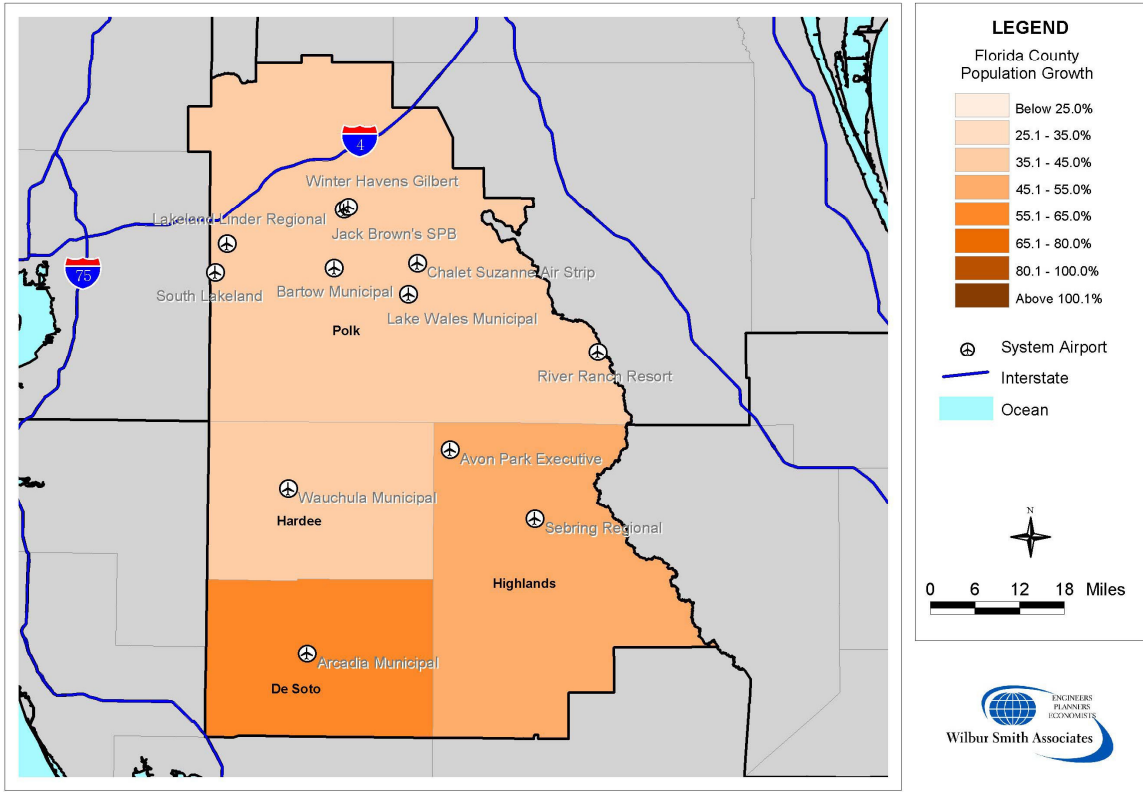 4
Winter Havens Gilbert
Lakeland Linder Regional
Jack Brown's SPB
75
South Lakeland
Bartow Municipal
Chalet Suzanne Air Strip
Lake Wales Municipal
Polk
River Ranch Resort
Avon Park Executive
Wauchula Municipal
Hardee
Sebring Regional
Highlands
Arcadia Municipal
De Soto
LEGEND
Florida County
Population Growth
Below 25.0%
25.1 - 35.0%
35.1 - 45.0%
45.1 - 55.0%
55.1 - 65.0%
65.1 - 80.0%
80.1 - 100.0%
Above 100.1%
System Airport
Interstate
Ocean
N
0 6 12 18 Miles
ENGINEERS
PLANNERS
ECONOMISTS
Wilbur Smith Associates